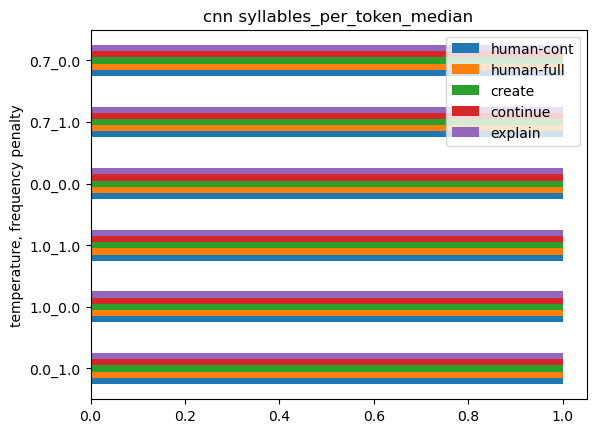 cnn syllables_per_token_median
human-cont
human-full
create
continue
explain
temperature, frequency penalty
0.7_0.0
0.7_1.0
0.0_0.0
1.0_1.0
1.0_0.0
0.0_1.0
0.0 0.2 0.4 0.6 0.8 1.0